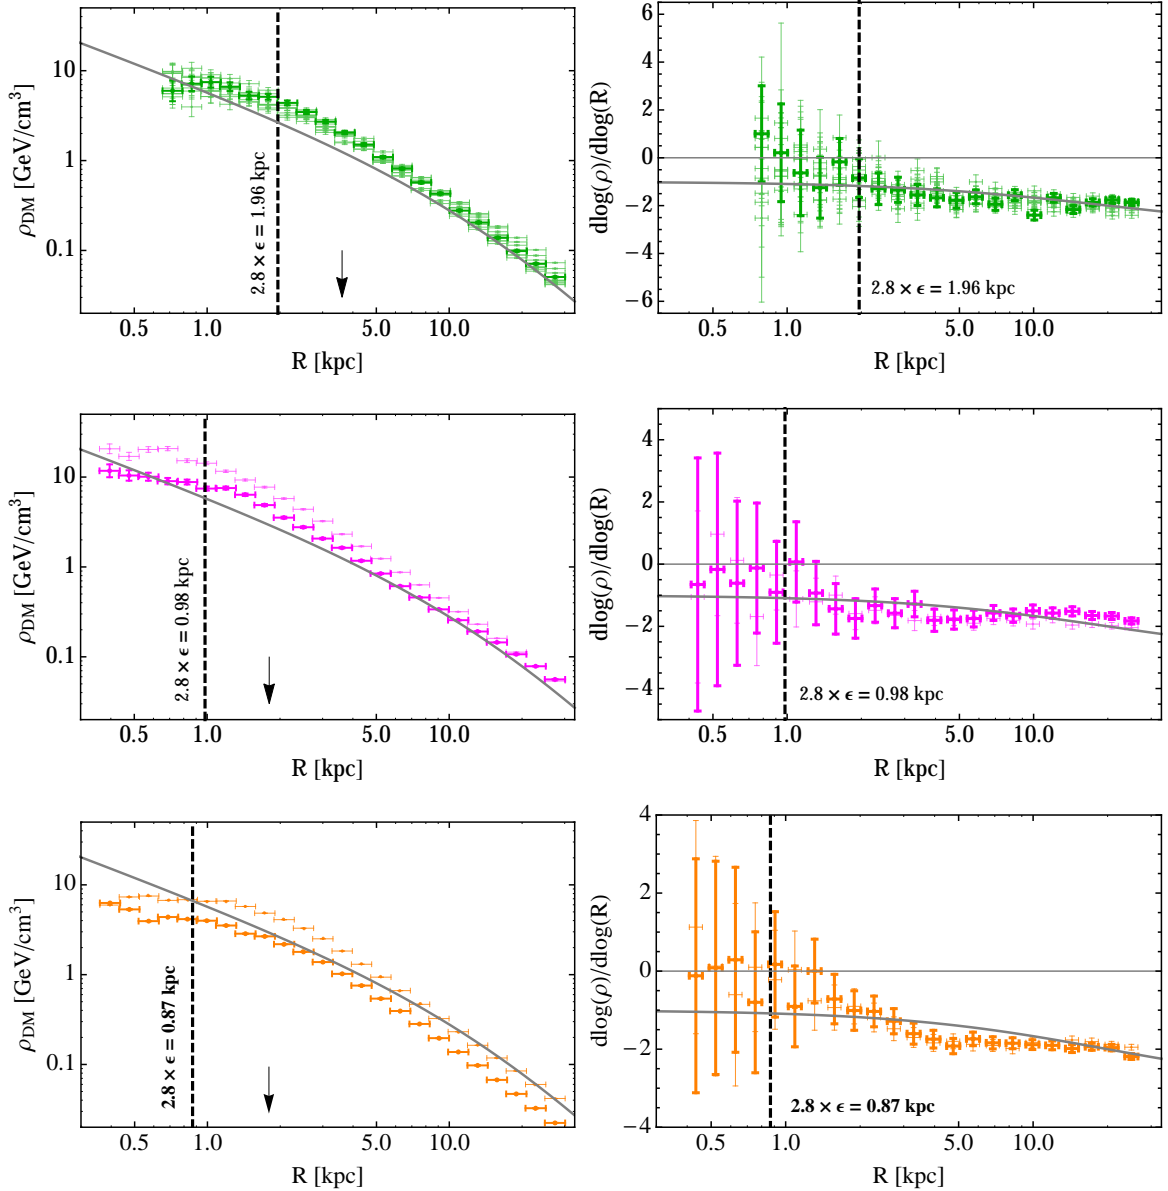 10
1
0.1
ρDM [GeV/cm³]
2.8 × ϵ = 1.96 kpc
0.5 1.0 5.0 10.0
R [kpc]
6
4
2
0
−2
−4
−6
dlog(ρ)/dlog(R)
2.8 × ϵ = 1.96 kpc
0.5 1.0 5.0 10.0
R [kpc]
10
1
0.1
ρDM [GeV/cm³]
2.8 × ϵ = 0.98 kpc
0.5 1.0 5.0 10.0
R [kpc]
4
2
0
−2
−4
dlog(ρ)/dlog(R)
2.8 × ϵ = 0.98 kpc
0.5 1.0 5.0 10.0
R [kpc]
10
1
0.1
ρDM [GeV/cm³]
2.8 × ϵ = 0.87 kpc
0.5 1.0 5.0 10.0
R [kpc]
4
2
0
−2
−4
dlog(ρ)/dlog(R)
2.8 × ϵ = 0.87 kpc
0.5 1.0 5.0 10.0
R [kpc]